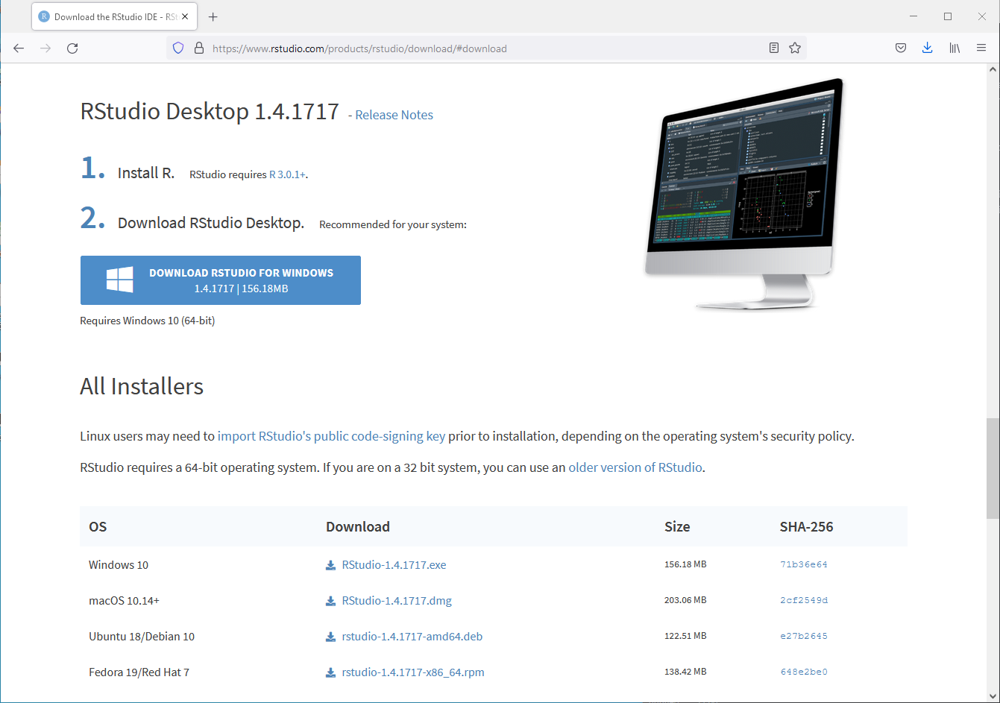 Download the RStudio IDE - RSt
https://www.rstudio.com/products/rstudio/download/#download
RStudio Desktop 1.4.1717 - Release Notes
1. Install R. RStudio requires R 3.0.1+.
2. Download RStudio Desktop. Recommended for your system:
DOWNLOAD RSTUDIO FOR WINDOWS
1.4.1717 | 156.18MB
Requires Windows 10 (64-bit)
All Installers
Linux users may need to import RStudio's public code-signing key prior to installation, depending on the operating system's security policy.
RStudio requires a 64-bit operating system. If you are on a 32 bit system, you can use an older version of RStudio.
OS Download Size SHA-256
Windows 10 RStudio-1.4.1717.exe 156.18 MB 71b36e64
macOS 10.14+ RStudio-1.4.1717.dmg 203.06 MB 2cf2549d
Ubuntu 18/Debian 10 rstudio-1.4.1717-amd64.deb 122.51 MB e27b2645
Fedora 19/Red Hat 7 rstudio-1.4.1717-x86_64.rpm 138.42 MB 648e2be0